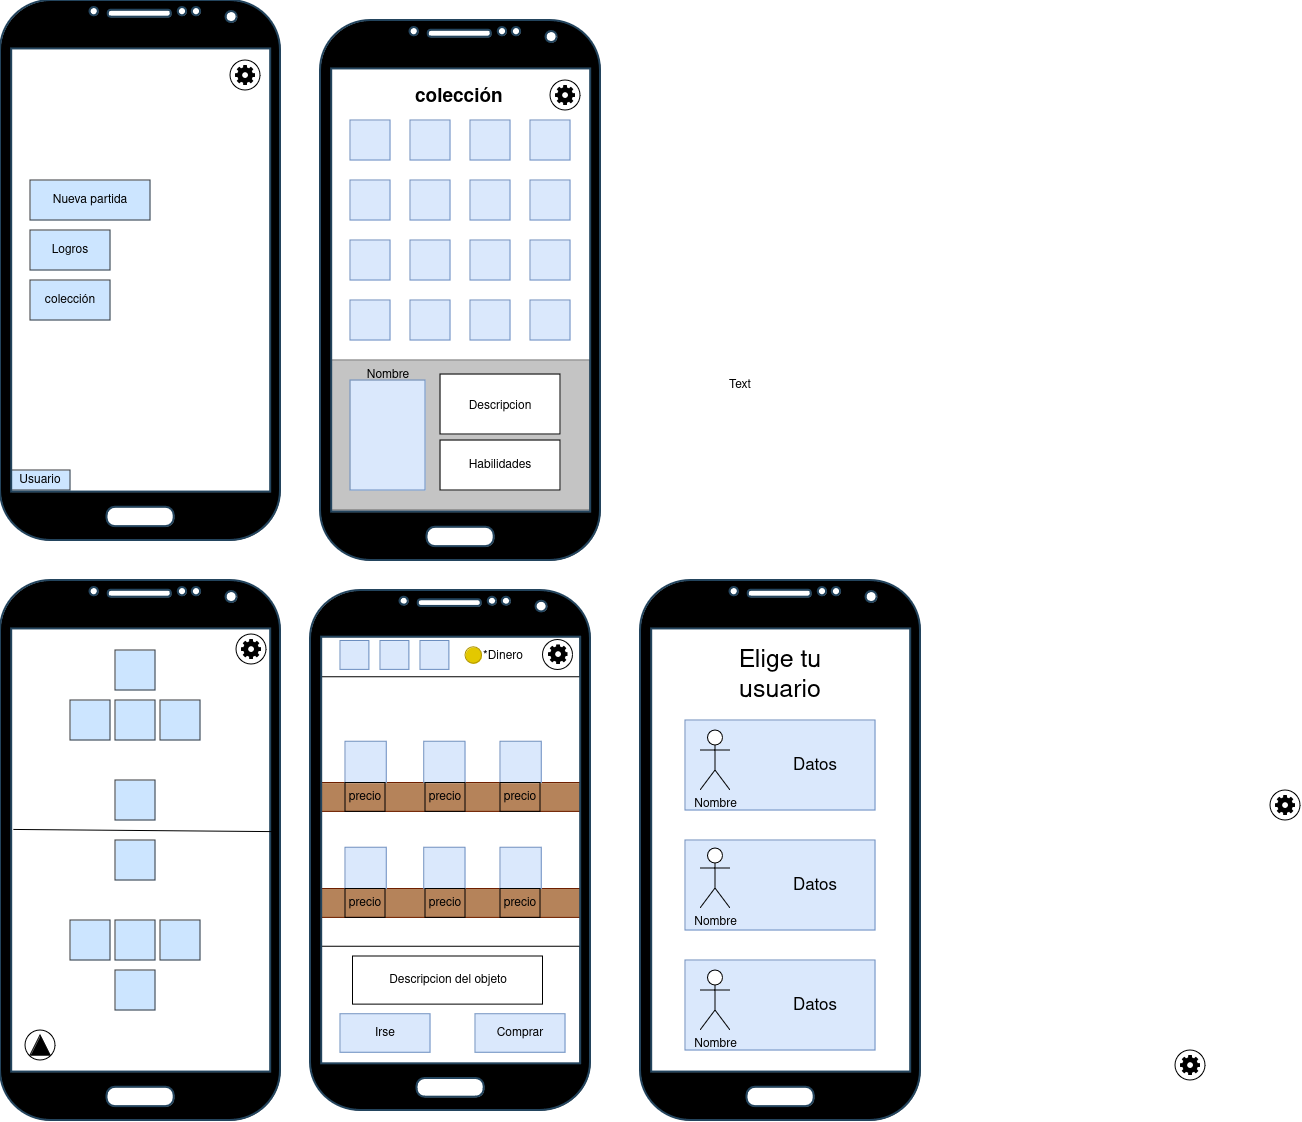 Nueva partida
Logros
colección
Usuario
colección
Nombre
Descripcion
Habilidades
Text
*Dinero
precio
precio
precio
precio
precio
precio
Descripcion del objeto
Irse
Comprar
Elige tu
usuario
Datos
Nombre
Datos
Nombre
Datos
Nombre